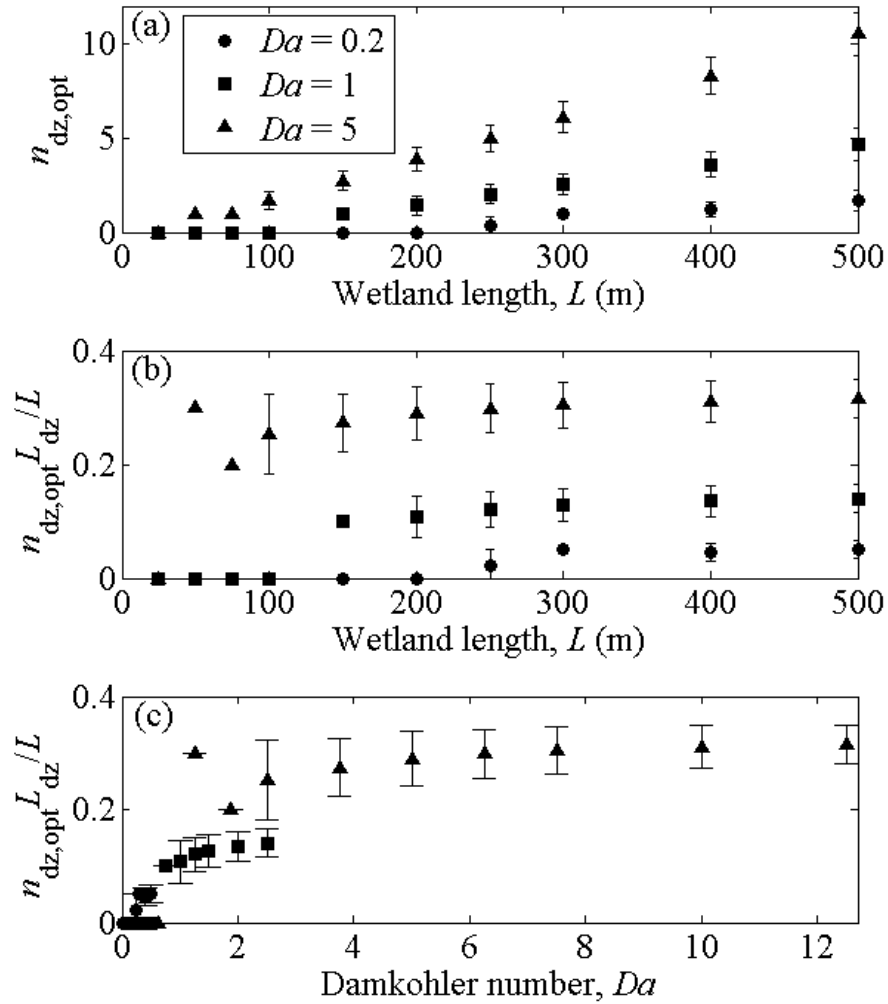 (a)
Da = 0.2
Da = 1
Da = 5
n_dz,opt
10
5
0
0 100 200 300 400 500
Wetland length, L (m)
(b)
n_dz,opt L_dz/L
0.4
0.2
0
0 100 200 300 400 500
Wetland length, L (m)
(c)
n_dz,opt L_dz/L
0.4
0.2
0
0 2 4 6 8 10 12
Damkohler number, Da